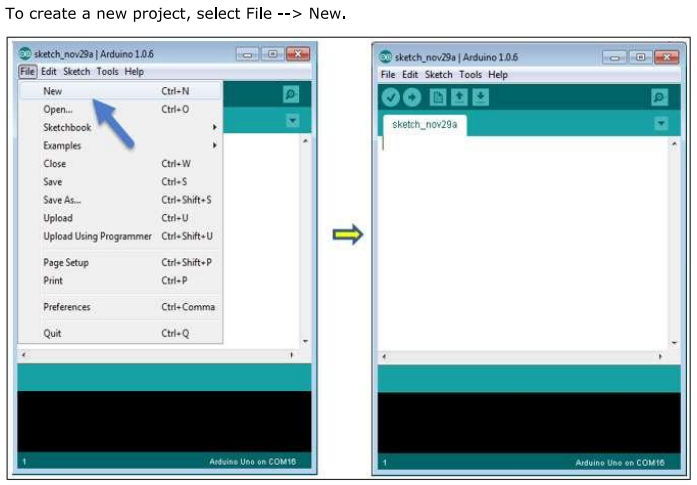 To create a new project, select File --> New.
sketch_nov29a | Arduino 1.0.6
File Edit Sketch Tools Help
New Ctrl+N
Open... Ctrl+O
Sketchbook
Examples
Close Ctrl+W
Save Ctrl+S
Save As... Ctrl+Shift+S
Upload Ctrl+U
Upload Using Programmer Ctrl+Shift+U
Page Setup Ctrl+Shift+P
Print Ctrl+P
Preferences Ctrl+Comma
Quit Ctrl+Q
1 Arduino Uno on COM16
sketch_nov29a | Arduino 1.0.6
File Edit Sketch Tools Help
sketch_nov29a
1 Arduino Uno on COM16